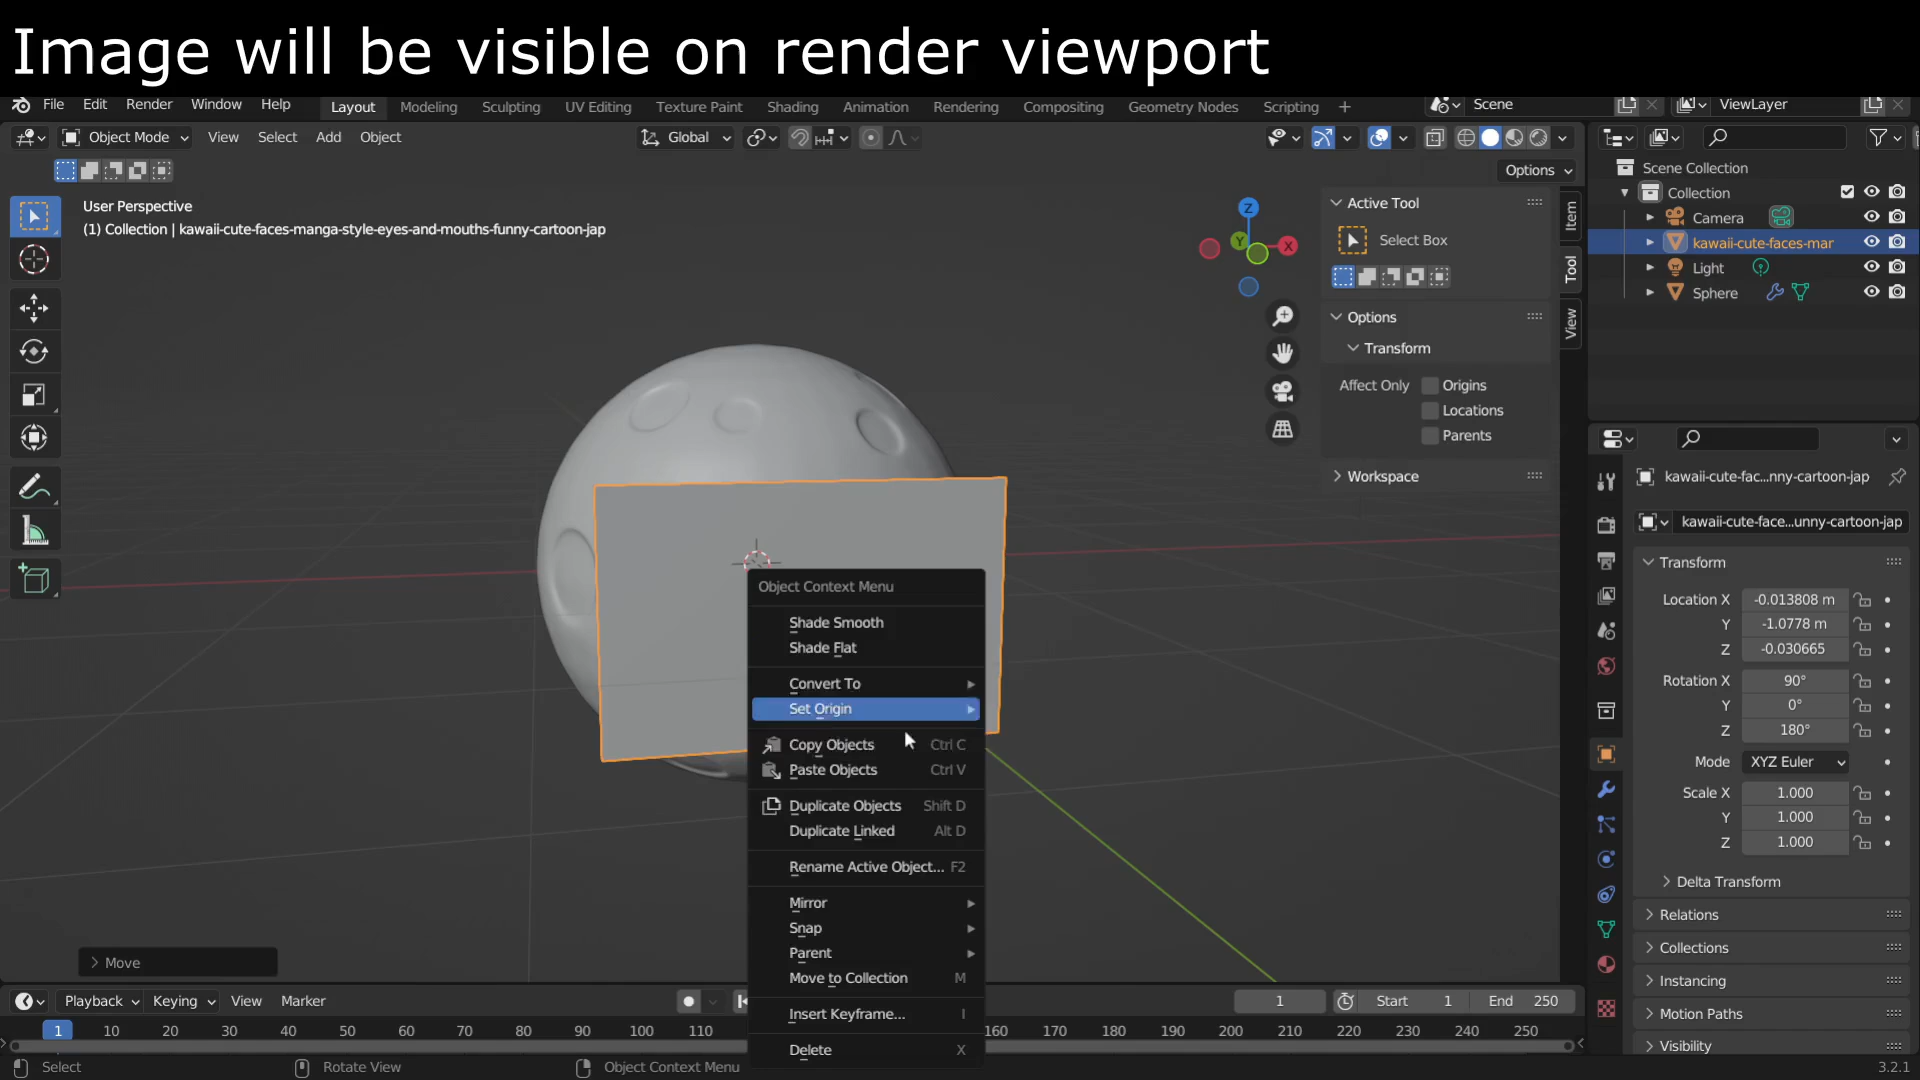 Image will be visible on render viewport
File Edit Render Window Help Layout Modeling Sculpting UV Editing Texture Paint Shading Animation Rendering Compositing Geometry Nodes Scripting + Scene ViewLayer
Object Mode View Select Add Object Global
Options
User Perspective
(1) Collection | kawaii-cute-faces-manga-style-eyes-and-mouths-funny-cartoon-jap
Z
Y
X
Active Tool
Select Box
Options
Transform
Affect Only Origins
Locations
Parents
Workspace
Item
Tool
View
Scene Collection
Collection
Camera
kawaii-cute-faces-mar
Light
Sphere
kawaii-cute-fac...nny-cartoon-jap
kawaii-cute-face...unny-cartoon-jap
Transform
Location X -0.013808 m
Y -1.0778 m
Z -0.030665
Rotation X 90°
Y 0°
Z 180°
Mode XYZ Euler
Scale X 1.000
Y 1.000
Z 1.000
Delta Transform
Relations
Collections
Instancing
Motion Paths
Visibility
Object Context Menu
Shade Smooth
Shade Flat
Convert To
Set Origin
Copy Objects Ctrl C
Paste Objects Ctrl V
Duplicate Objects Shift D
Duplicate Linked Alt D
Rename Active Object... F2
Mirror
Snap
Parent
Move to Collection M
Insert Keyframe... I
Delete X
Move
Playback Keying View Marker 1 Start 1 End 250
1 10 20 30 40 50 60 70 80 90 100 110 160 170 180 190 200 210 220 230 240 250
Select Rotate View Object Context Menu 3.2.1